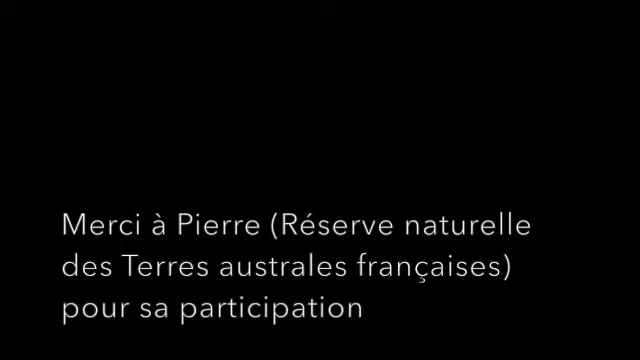 Merci à Pierre (Réserve naturelle
des Terres australes françaises)
pour sa participation